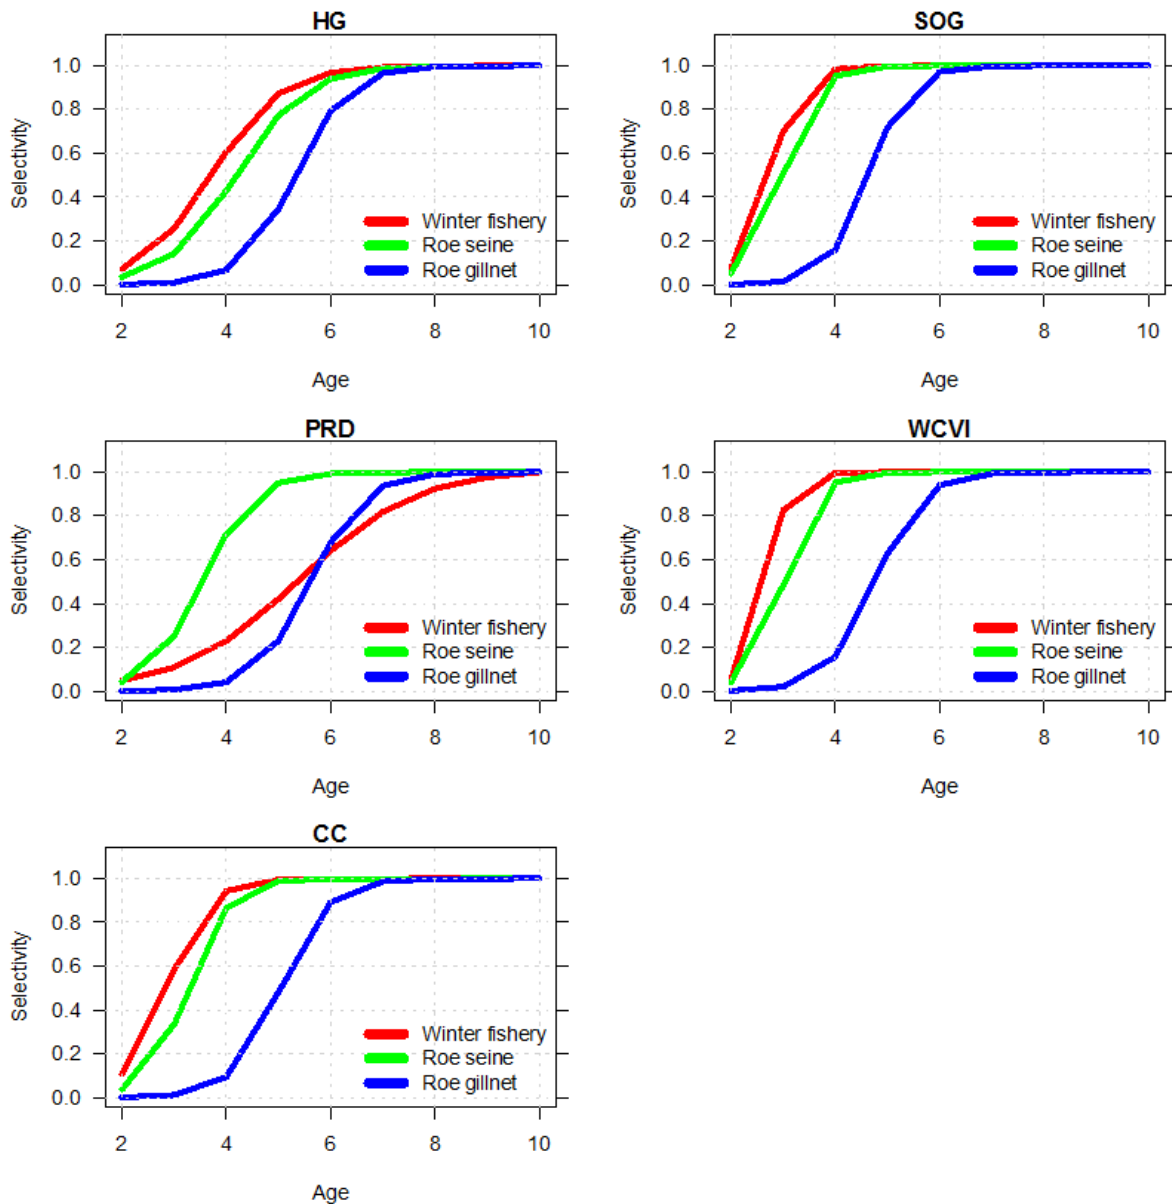 HG
Selectivity
1.0
0.8
0.6
0.4
0.2
0.0
Winter fishery
Roe seine
Roe gillnet
2 4 6 8 10
Age
SOG
Selectivity
1.0
0.8
0.6
0.4
0.2
0.0
Winter fishery
Roe seine
Roe gillnet
2 4 6 8 10
Age
PRD
Selectivity
1.0
0.8
0.6
0.4
0.2
0.0
Winter fishery
Roe seine
Roe gillnet
2 4 6 8 10
Age
WCVI
Selectivity
1.0
0.8
0.6
0.4
0.2
0.0
Winter fishery
Roe seine
Roe gillnet
2 4 6 8 10
Age
CC
Selectivity
1.0
0.8
0.6
0.4
0.2
0.0
Winter fishery
Roe seine
Roe gillnet
2 4 6 8 10
Age